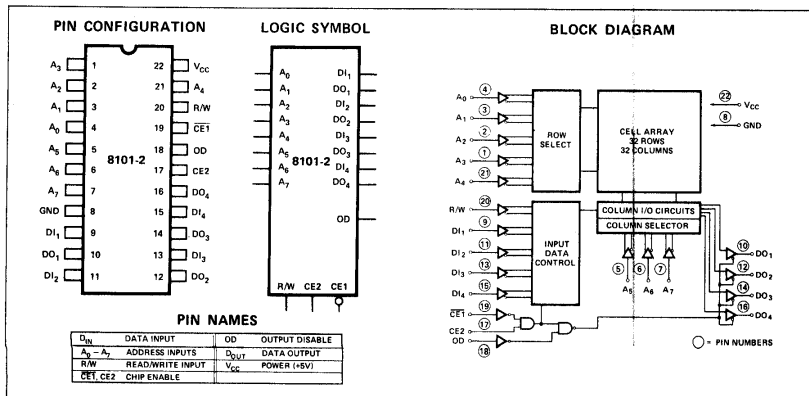 PIN CONFIGURATION
A3 1
A2 2
A1 3
A0 4
A5 5
A6 6
A7 7
GND 8
DI1 9
DO1 10
DI2 11
8101-2
22 VCC
21 A4
20 R/W
19 CE1
18 OD
17 CE2
16 DO4
15 DI4
14 DO3
13 DI3
12 DO2
LOGIC SYMBOL
A0 DI1
A1 DO1
A2 DI2
A3 DO2
A4 DI3
A5 8101-2 DO3
A6 DI4
A7 DO4
OD
R/W CE2 CE1
BLOCK DIAGRAM
A0 4
A1 3
A2 2
A3 1
A4 21
ROW
SELECT
CELL ARRAY
32 ROWS
32 COLUMNS
22 VCC
8 GND
R/W 20
DI1 9
DI2 11
DI3 13
DI4 15
INPUT
DATA
CONTROL
COLUMN I/O CIRCUITS
COLUMN SELECTOR
5 6 7
A5 A6 A7
10 DO1
12 DO2
14 DO3
16 DO4
CE1 19
CE2 17
OD 18
= PIN NUMBERS
PIN NAMES
DIN DATA INPUT OD OUTPUT DISABLE
A0 – A7 ADDRESS INPUTS DOUT DATA OUTPUT
R/W READ/WRITE INPUT VCC POWER (+5V)
CE1, CE2 CHIP ENABLE